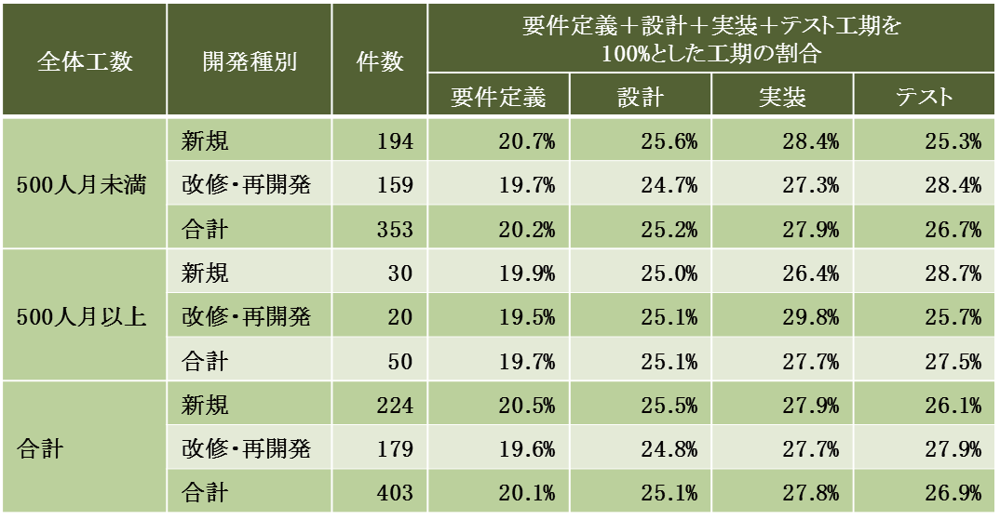 全体工数 開発種別 件数 要件定義＋設計＋実装＋テスト工期を
100%とした工期の割合
要件定義 設計 実装 テスト
500人月未満 新規 194 20.7% 25.6% 28.4% 25.3%
改修・再開発 159 19.7% 24.7% 27.3% 28.4%
合計 353 20.2% 25.2% 27.9% 26.7%
500人月以上 新規 30 19.9% 25.0% 26.4% 28.7%
改修・再開発 20 19.5% 25.1% 29.8% 25.7%
合計 50 19.7% 25.1% 27.7% 27.5%
合計 新規 224 20.5% 25.5% 27.9% 26.1%
改修・再開発 179 19.6% 24.8% 27.7% 27.9%
合計 403 20.1% 25.1% 27.8% 26.9%